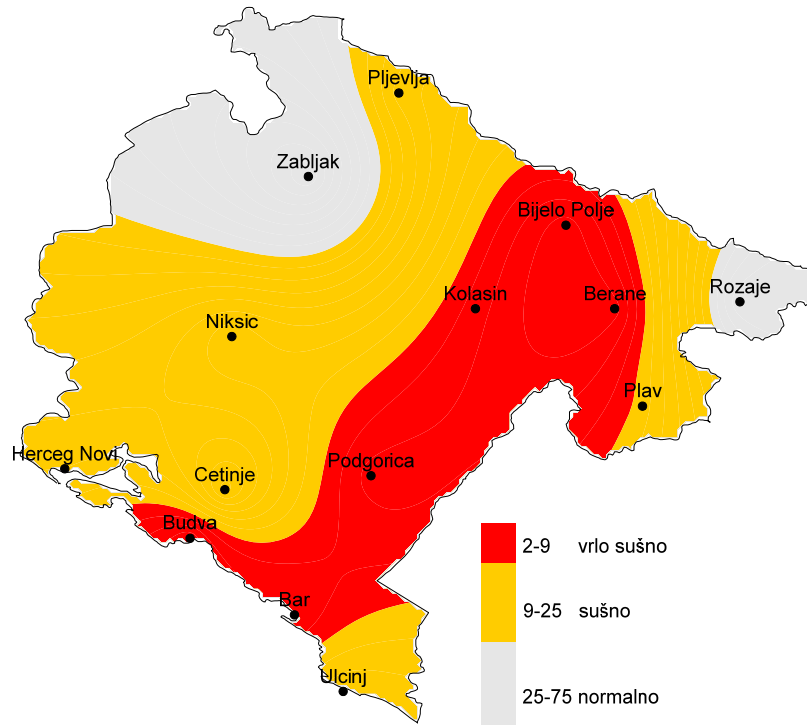 Pljevlja
Zabljak
Bijelo Polje
Kolasin
Berane
Rozaje
Niksic
Plav
Herceg Novi
Cetinje
Podgorica
Budva
Bar
Ulcinj
2-9 vrlo sušno
9-25 sušno
25-75 normalno